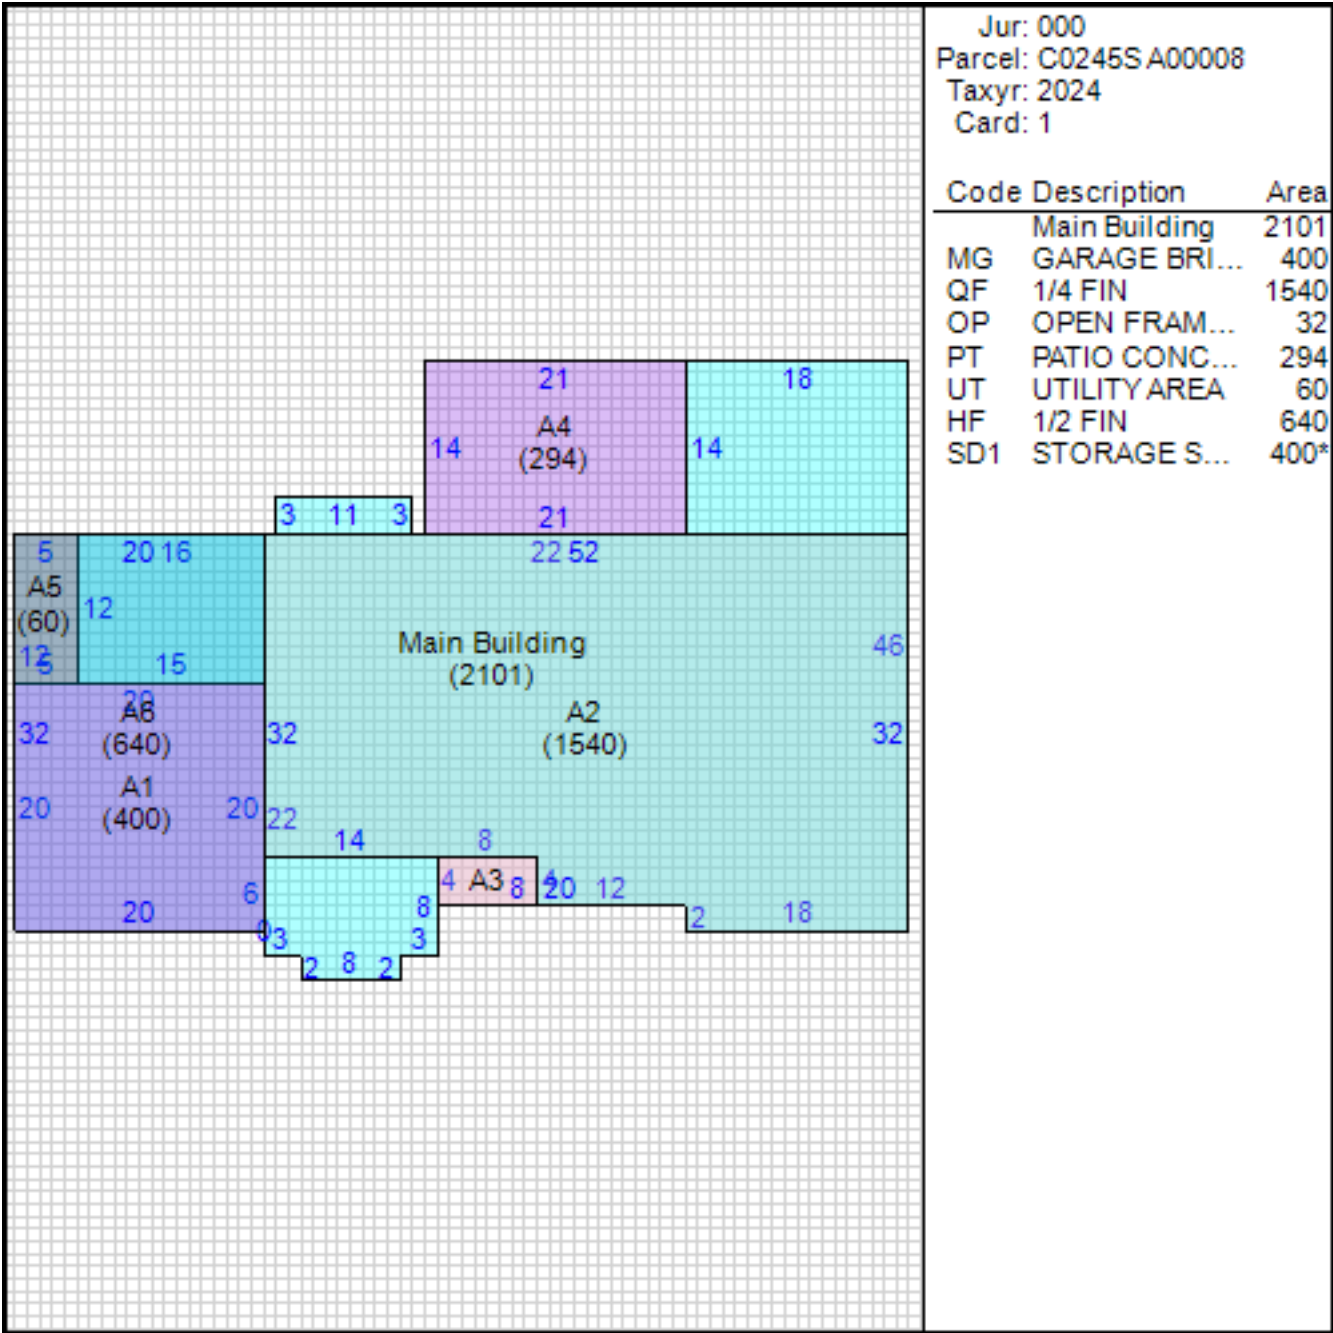 Jur: 000
Parcel: C0245S A00008
Taxyr: 2024
Card: 1
Code Description Area
Main Building 2101
MG GARAGE BRI... 400
QF 1/4 FIN 1540
OP OPEN FRAM... 32
PT PATIO CONC... 294
UT UTILITY AREA 60
HF 1/2 FIN 640
SD1 STORAGE S... 400*
21 18
A4
14 (294) 14
3 11 3 21
5 20 16 22 52
A5
(60) 12
Main Building 46
(2101)
12 5 15
20
A6 A2
32 (640) 32 (1540) 32
A1
20 (400) 20 22
14 8
6 4 A3 8 4 20 12
20 8 2 18
0 3 3
2 8 2